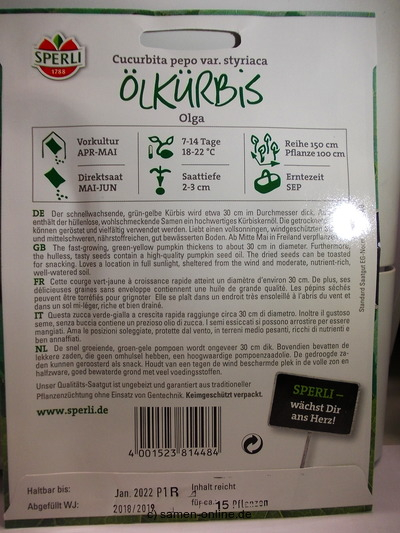 SPERLI
1788
Cucurbita pepo var. styriaca
ÖLKÜRBIS
Olga
Vorkultur
APR-MAI
7-14 Tage
18-22 °C
Reihe 150 cm
Pflanze 100 cm
Direktsaat
MAI-JUN
Saattiefe
2-3 cm
Erntezeit
SEP
DE Der schnellwachsende, grün-gelbe Kürbis wird etwa 30 cm in Durchmesser dick.
enthält der hüllenlose, wohlschmeckende Samen ein hochwertiges Kürbiskernöl. Die getrockneten
können geröstet und vielfältig verwendet werden. Liebt einen vollsonnigen, windgeschützten
und mittelschweren, nährstoffreichen, gut gewässerten Boden. Ab Mitte Mai in Freiland verpflanzen.
GB The fast-growing, green-yellow pumpkin thickens to about 30 cm in diameter. Furthermore,
the hulless, tasty seeds contain a high-quality pumpkin seed oil. The dried seeds can be toasted
for snacking. Loves a location in full sunlight, sheltered from the wind and moderate, nutrient-rich,
well-watered soil.
FR Cette courge vert-jaune à croissance rapide atteint un diamètre d'environ 30 cm. De plus, ses
délicieuses graines sans enveloppe contiennent une huile de grande qualité. Les pépins séchés
peuvent être torréfiés pour grignoter Elle se plaît dans un endroit très ensoleillé à l'abris du vent et
dans un sol mi-léger, riche et bien drainé.
IT Questa zucca verde-gialla a crescita rapida raggiunge circa 30 cm di diametro. Inoltre il gustoso
seme, senza buccia contiene un prezioso olio di zucca. I semi essiccati si possono arrostire per essere
mangiati. Ama le posizioni soleggiate, protette dal vento, in terreni medio pesanti, ricchi di nutrienti e
ben annaffiati.
NL De snel groeiende, groen-gele pompoen wordt ongeveer 30 cm dik. Bovendien bevatten de
lekkere zaden, die geen omhulsel hebben, een hoogwaardige pompoenzaadolie. De gedroogde za-
den kunnen geroosterd als snack. Houdt van een tegen de wind beschermde plek in de volle zon en
halfzware, goed bewaterde grond met veel voedingsstoffen.
Unser Qualitäts-Saatgut ist ungebeizt und garantiert aus traditioneller
Pflanzenzüchtung ohne Einsatz von Gentechnik. Keimgeschützt verpackt.
Standard Saatgut EG-Norm
www.sperli.de
4 001523 814484
SPERLI –
wächst Dir
ans Herz!
Haltbar bis:
Jan. 2022 P1R
Inhalt reicht
Abgefüllt WJ:
2018/2019
für ca. 15 Pflanzen
© samen-online.de